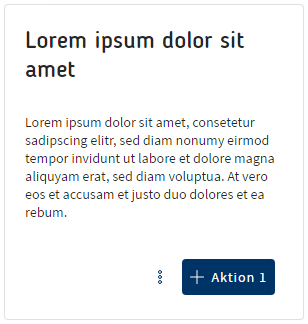 Lorem ipsum dolor sit
amet
Lorem ipsum dolor sit amet, consetetur
sadipscing elitr, sed diam nonumy eirmod
tempor invidunt ut labore et dolore magna
aliquyam erat, sed diam voluptua. At vero
eos et accusam et justo duo dolores et ea
rebum.
Aktion 1